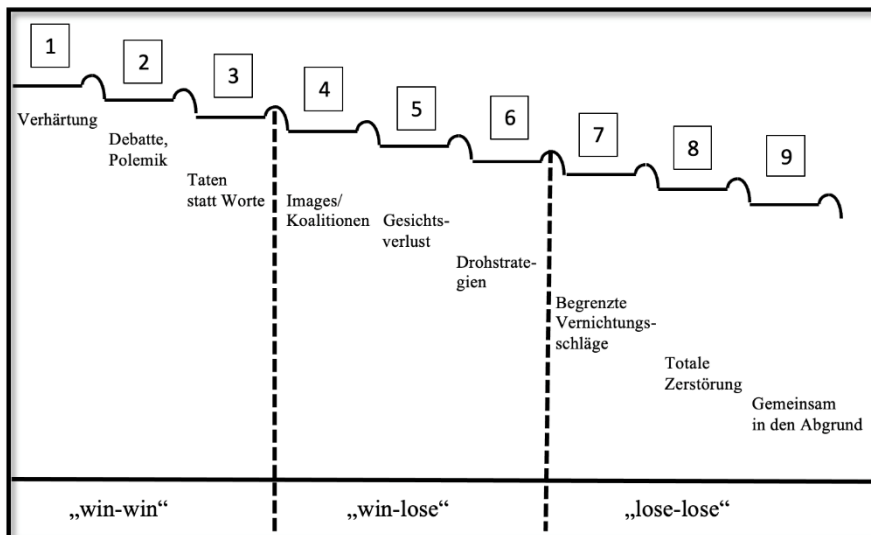 1
2
3
4
5
6
7
8
9
Verhärtung
Debatte,
Polemik
Taten
statt Worte
Images/
Koalitionen
Gesichts-
verlust
Drohstrate-
gien
Begrenzte
Vernichtungs-
schläge
Totale
Zerstörung
Gemeinsam
in den Abgrund
„win-win“
„win-lose“
„lose-lose“